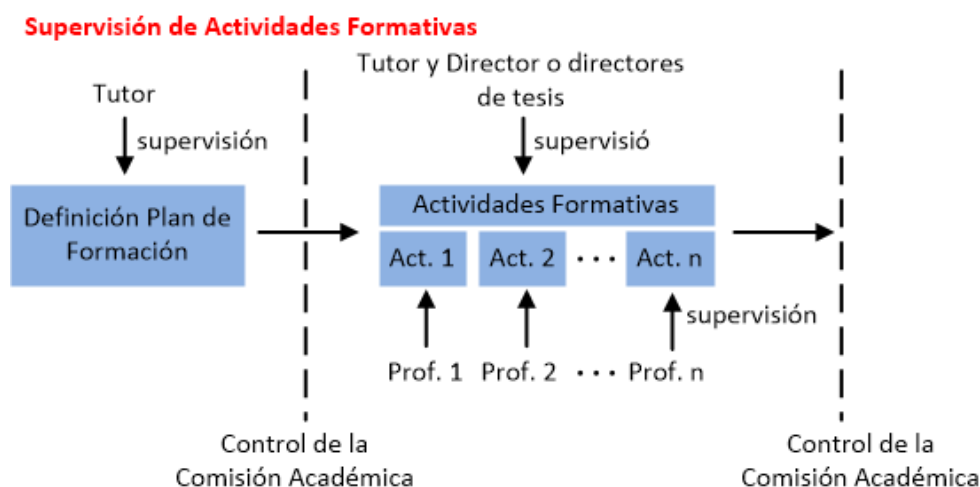 Supervisión de Actividades Formativas
Tutor y Director o directores
de tesis
Tutor
supervisión
supervisió
Definición Plan de
Formación
Actividades Formativas
Act. 1 Act. 2 ··· Act. n
supervisión
Prof. 1 Prof. 2 ··· Prof. n
Control de la
Comisión Académica
Control de la
Comisión Académica